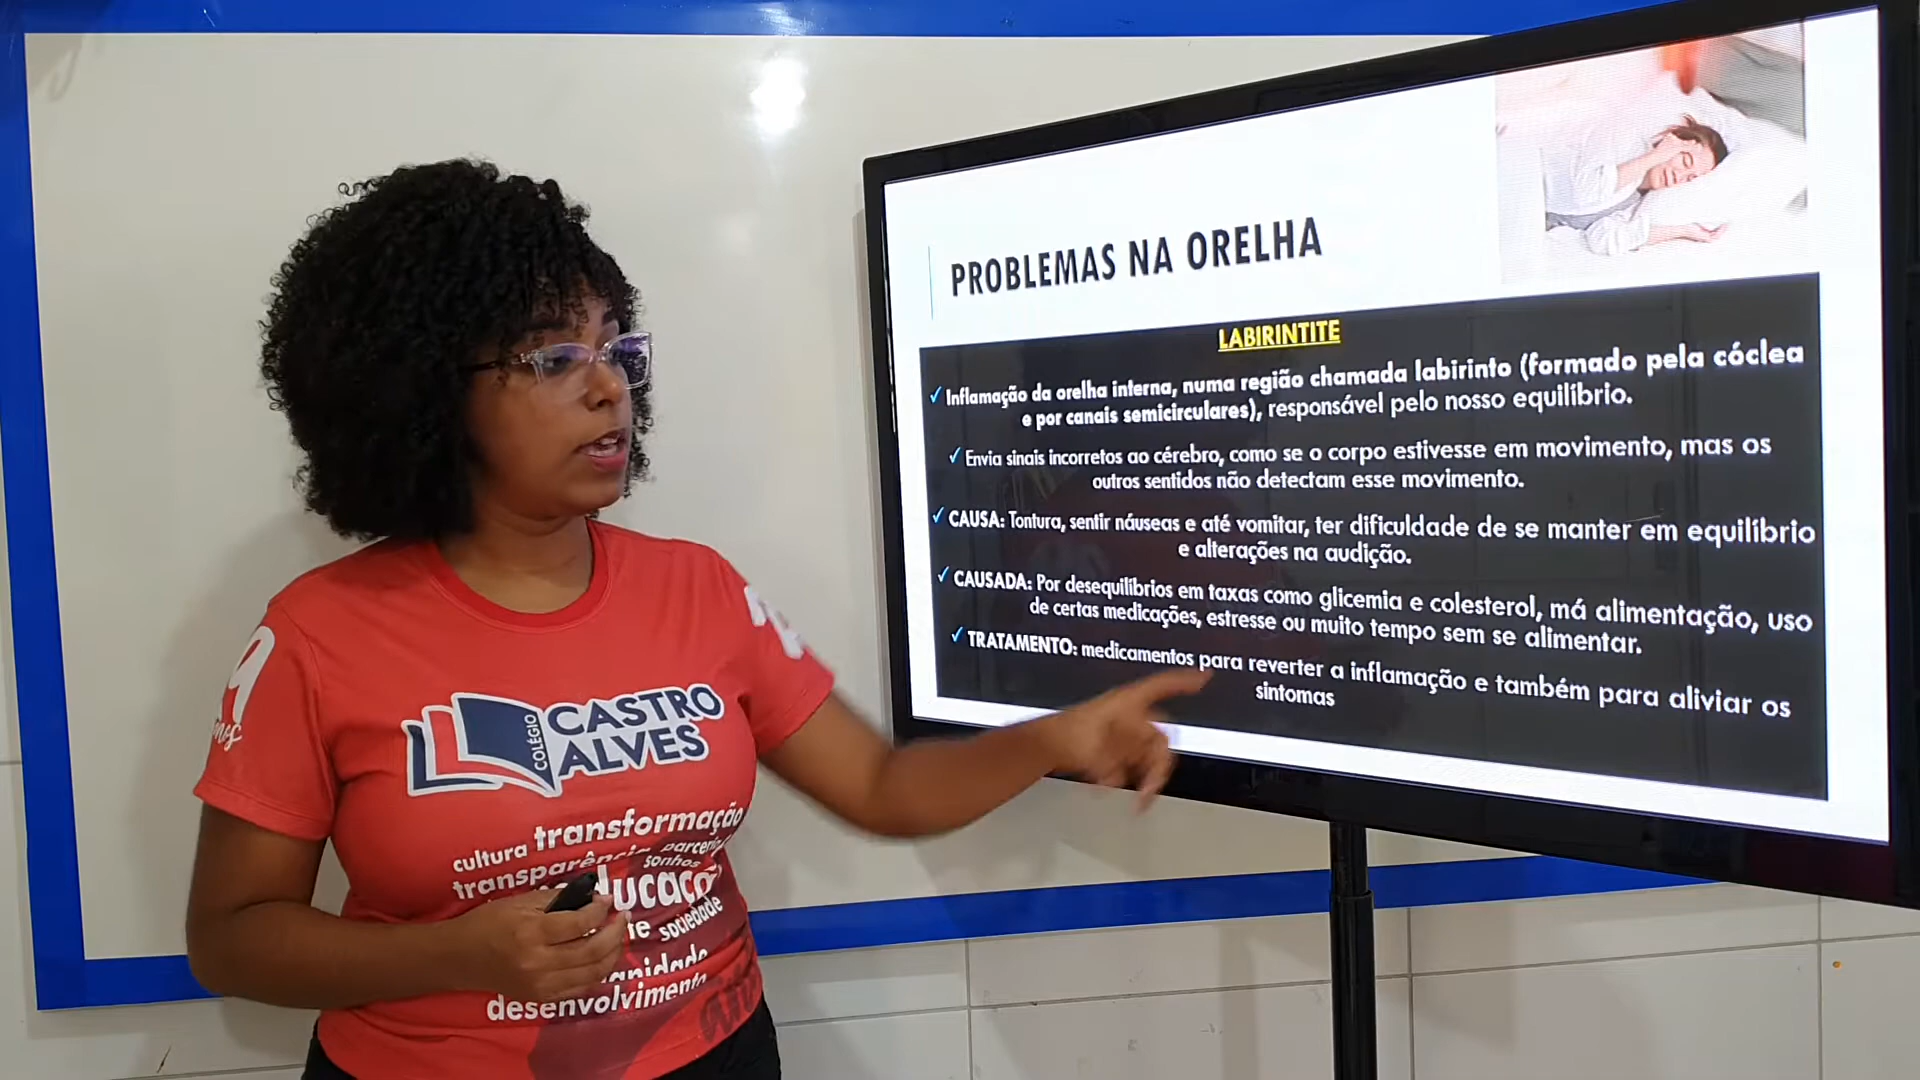 PROBLEMAS NA ORELHA
LABIRINTITE
✓ Inflamação da orelha interna, numa região chamada labirinto (formado pela cóclea
e por canais semicirculares), responsável pelo nosso equilíbrio.
✓ Envia sinais incorretos ao cérebro, como se o corpo estivesse em movimento, mas os
outros sentidos não detectam esse movimento.
✓ CAUSA: Tontura, sentir náuseas e até vomitar, ter dificuldade de se manter em equilíbrio
e alterações na audição.
✓ CAUSADA: Por desequilíbrios em taxas como glicemia e colesterol, má alimentação, uso
de certas medicações, estresse ou muito tempo sem se alimentar.
✓ TRATAMENTO: medicamentos para reverter a inflamação e também para aliviar os
sintomas
COLÉGIO
CASTRO
ALVES
cultura transformação
sonhos
sociedade
desenvolvimento